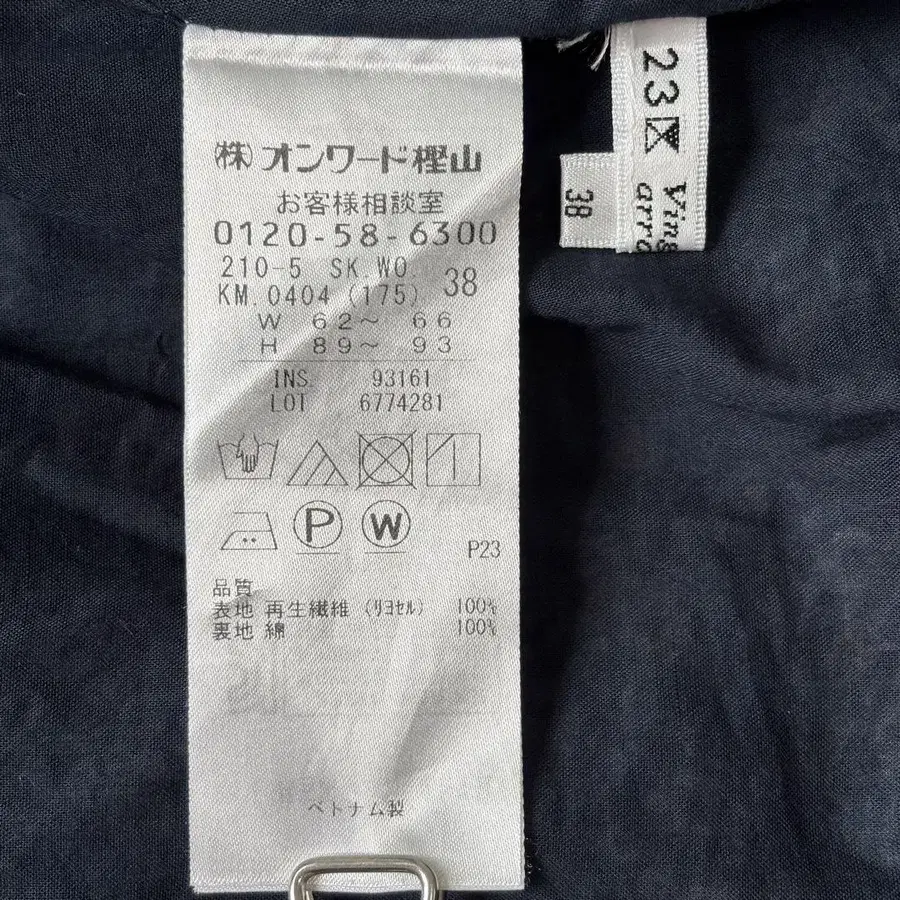 (株)オンワード樫山
お客様相談室
0120-58-6300
210-5 SK.WO. 38
KM.0404 (175)
W 62～ 66
H 89～ 93
INS. 93161
LOT 6774281
P W
P23
品質
表地 再生繊維 (リヨセル) 100%
裏地 綿 100%
ベトナム製
23区
38